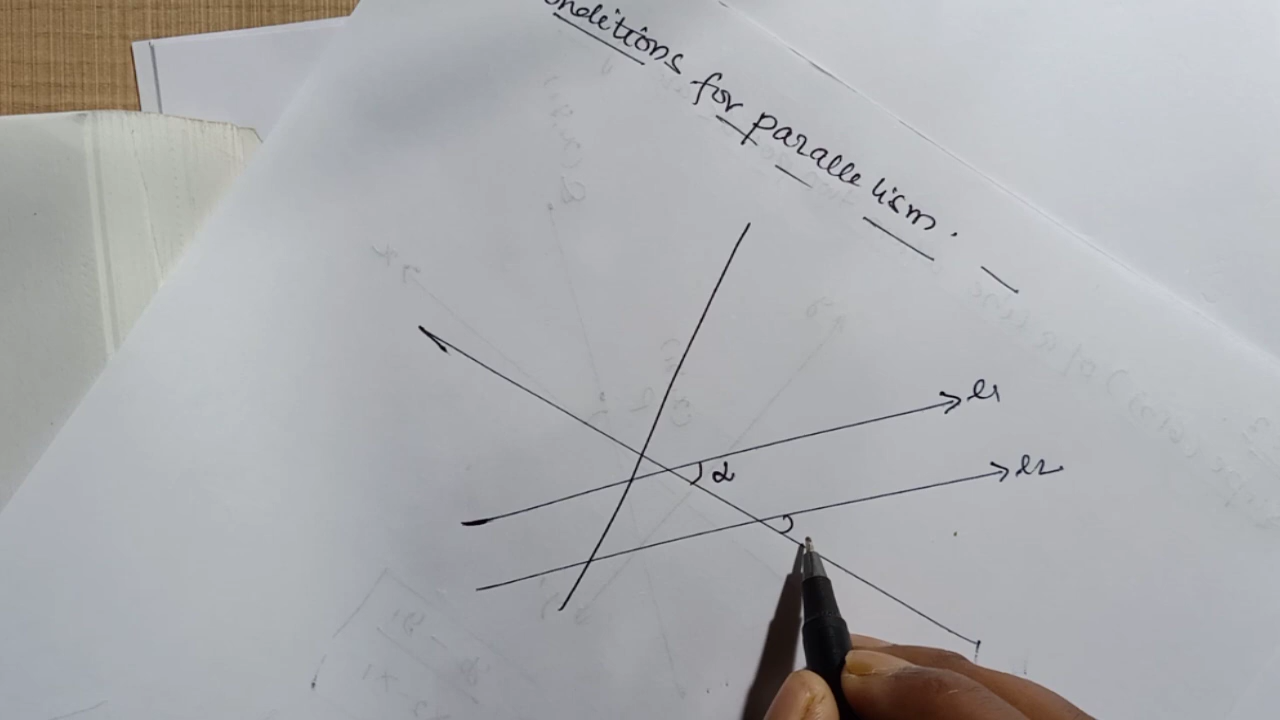 onditions for parallelism.
l1
α
l2